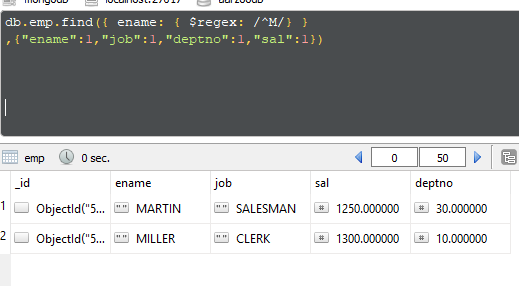 mongodb localhost:27017
db.emp.find({ ename: { $regex: /^M/} }
,{"ename":1,"job":1,"deptno":1,"sal":1})
emp 0 sec. 0 50
_id ename job sal deptno
1 ObjectId("5... "" MARTIN "" SALESMAN # 1250.000000 # 30.000000
2 ObjectId("5... "" MILLER "" CLERK # 1300.000000 # 10.000000